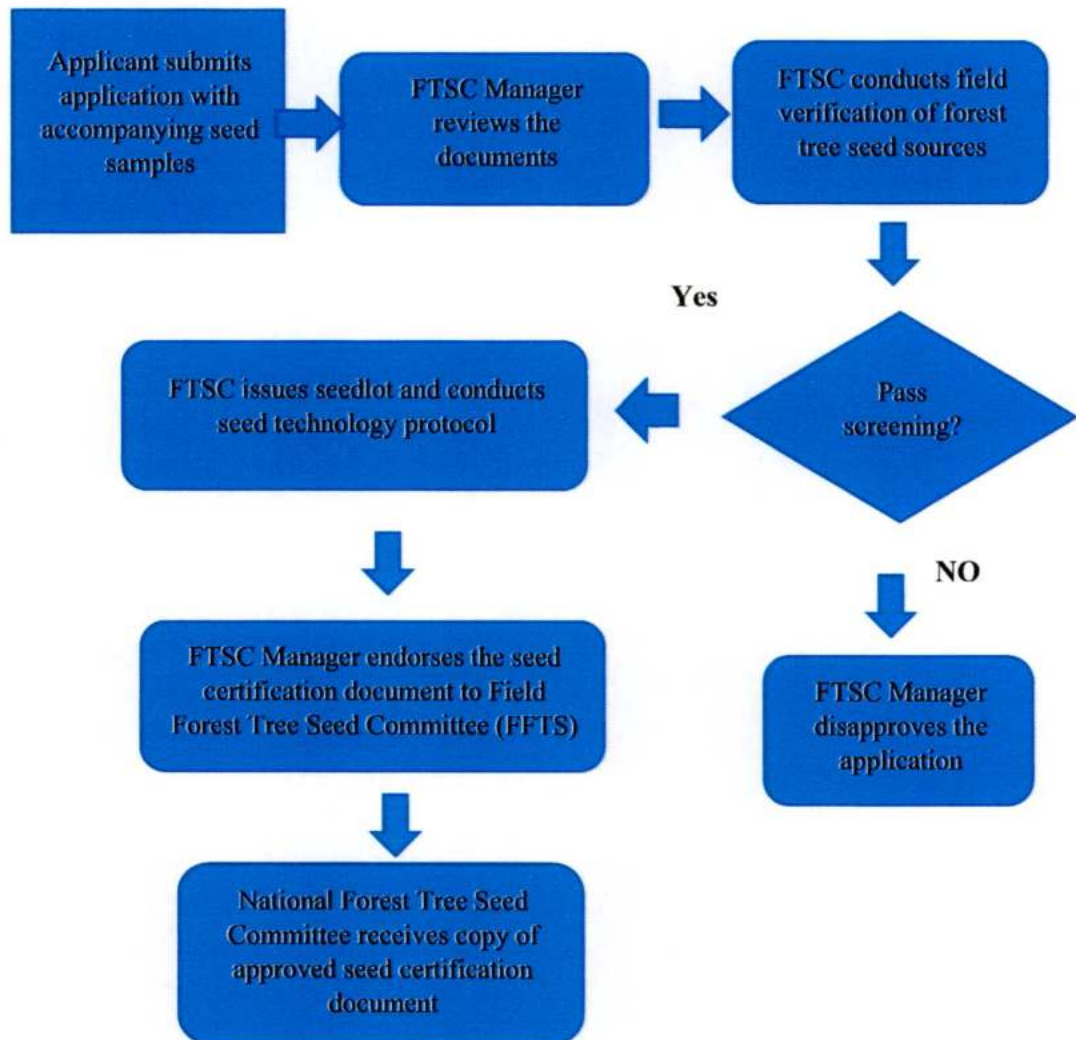 Applicant submits
application with
accompanying seed
samples
FTSC Manager
reviews the
documents
FTSC conducts field
verification of forest
tree seed sources
Yes
Pass
screening?
FTSC issues seedlot and conducts
seed technology protocol
NO
FTSC Manager endorses the seed
certification document to Field
Forest Tree Seed Committee (FFTS)
FTSC Manager
disapproves the
application
National Forest Tree Seed
Committee receives copy of
approved seed certification
document